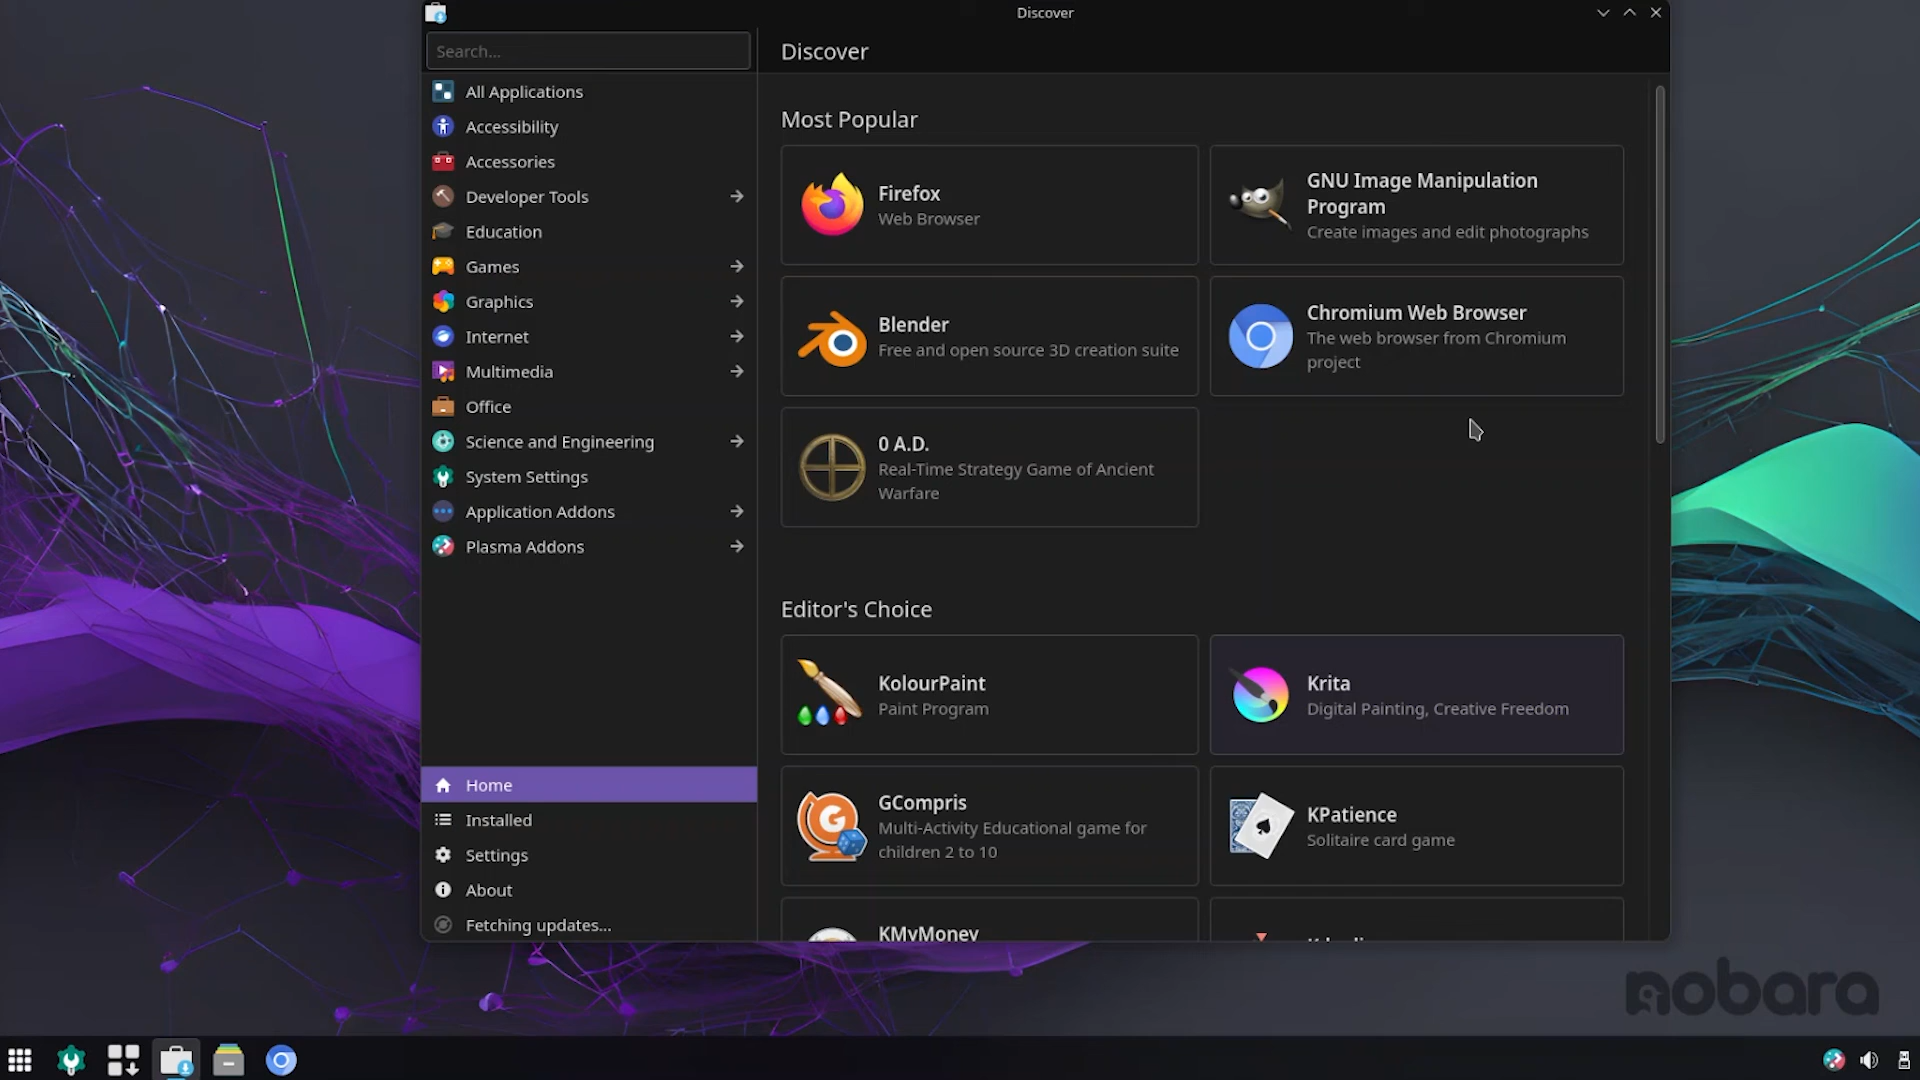 Discover
Search...
Discover
All Applications
Accessibility
Accessories
Developer Tools
Education
Games
Graphics
Internet
Multimedia
Office
Science and Engineering
System Settings
Application Addons
Plasma Addons
Home
Installed
Settings
About
Fetching updates...
Most Popular
Firefox
Web Browser
GNU Image Manipulation
Program
Create images and edit photographs
Blender
Free and open source 3D creation suite
Chromium Web Browser
The web browser from Chromium
project
0 A.D.
Real-Time Strategy Game of Ancient
Warfare
Editor's Choice
KolourPaint
Paint Program
Krita
Digital Painting, Creative Freedom
GCompris
Multi-Activity Educational game for
children 2 to 10
KPatience
Solitaire card game
KMyMoney
nobara